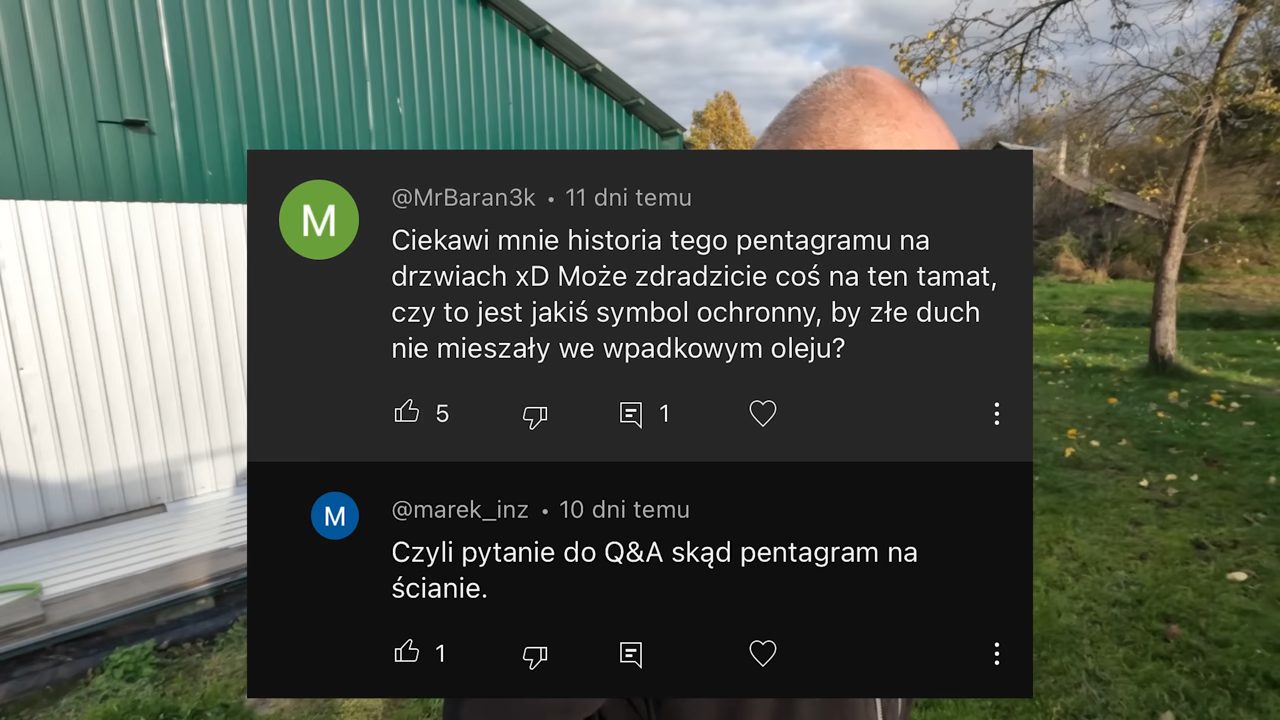 M
@MrBaran3k • 11 dni temu
Ciekawi mnie historia tego pentagramu na
drzwiach xD Może zdradzicie coś na ten tamat,
czy to jest jakiś symbol ochronny, by złe duch
nie mieszały we wpadkowym oleju?
5
1
M
@marek_inz • 10 dni temu
Czyli pytanie do Q&A skąd pentagram na
ścianie.
1